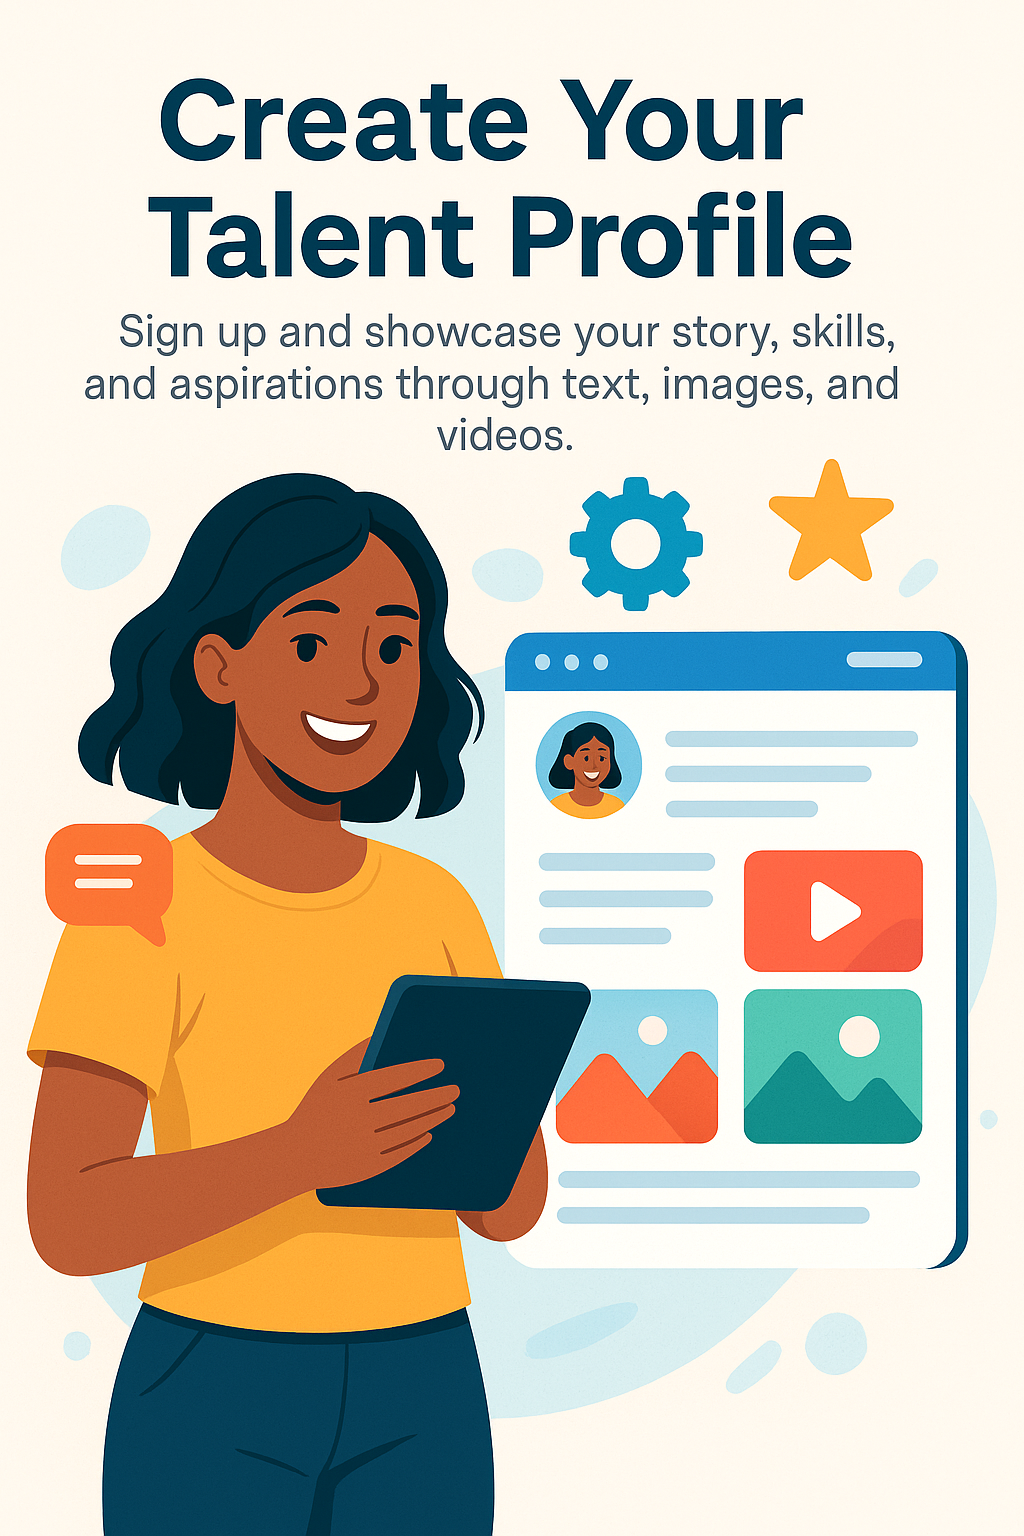 Create Your
Talent Profile
Sign up and showcase your story, skills,
and aspirations through text, images, and
videos.